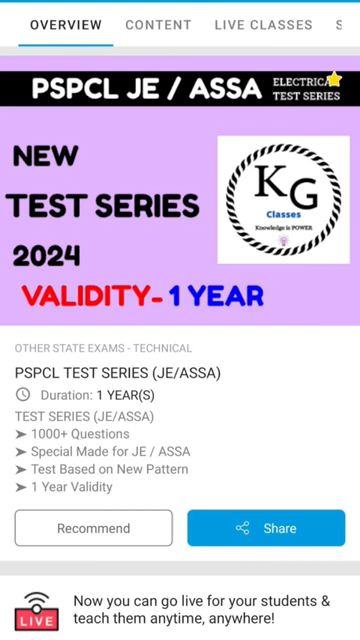 OVERVIEW CONTENT LIVE CLASSES S
PSPCL JE / ASSA ELECTRICA
TEST SERIES
NEW
TEST SERIES
2024
VALIDITY- 1 YEAR
KG
Classes
Knowledge is POWER
OTHER STATE EXAMS - TECHNICAL
PSPCL TEST SERIES (JE/ASSA)
Duration: 1 YEAR(S)
TEST SERIES (JE/ASSA)
➤ 1000+ Questions
➤ Special Made for JE / ASSA
➤ Test Based on New Pattern
➤ 1 Year Validity
Recommend Share
LIVE
Now you can go live for your students &
teach them anytime, anywhere!